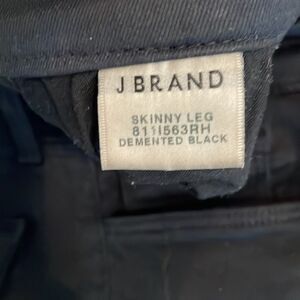 J BRAND
SKINNY LEG
811I563RH
DEMENTED BLACK